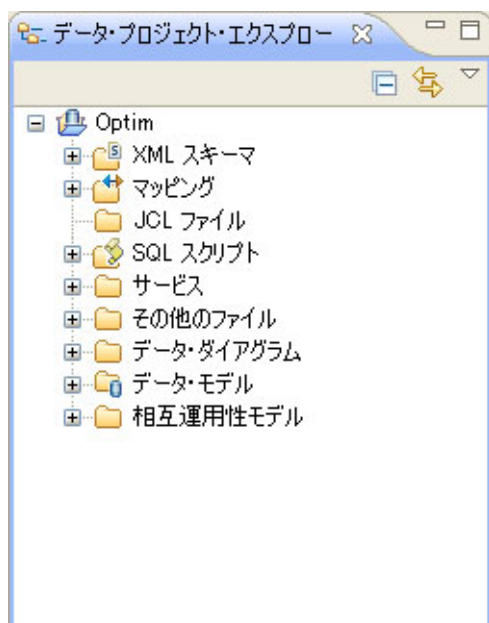 データ・プロジェクト・エクスプロー
Optim
XML スキーマ
マッピング
JCL ファイル
SQL スクリプト
サービス
その他のファイル
データ・ダイアグラム
データ・モデル
相互運用性モデル